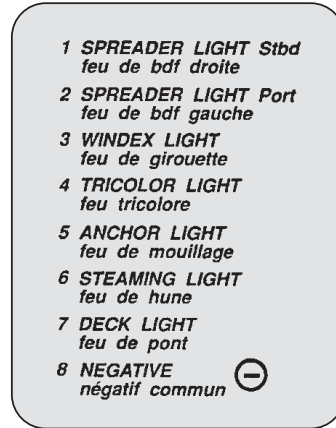 1 SPREADER LIGHT Stbd
feu de bdf droite
2 SPREADER LIGHT Port
feu de bdf gauche
3 WINDEX LIGHT
feu de girouette
4 TRICOLOR LIGHT
feu tricolore
5 ANCHOR LIGHT
feu de mouillage
6 STEAMING LIGHT
feu de hune
7 DECK LIGHT
feu de pont
8 NEGATIVE
négatif commun ⊖